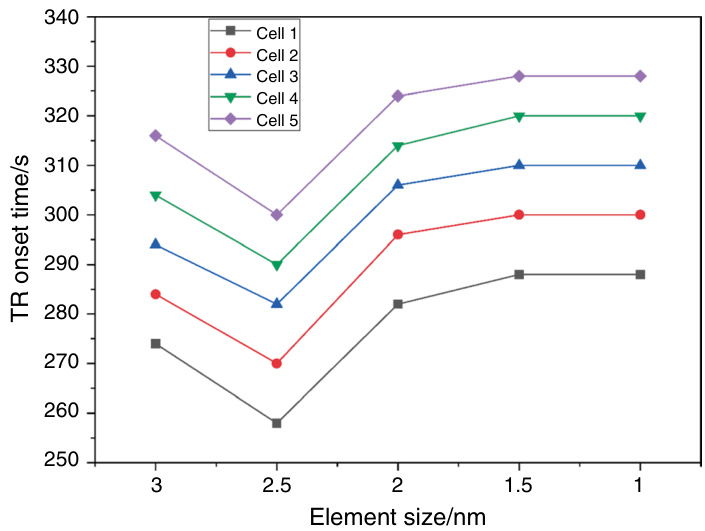 340
330
320
310
300
290
280
270
260
250
TR onset time/s
Cell 1
Cell 2
Cell 3
Cell 4
Cell 5
3 2.5 2 1.5 1
Element size/nm